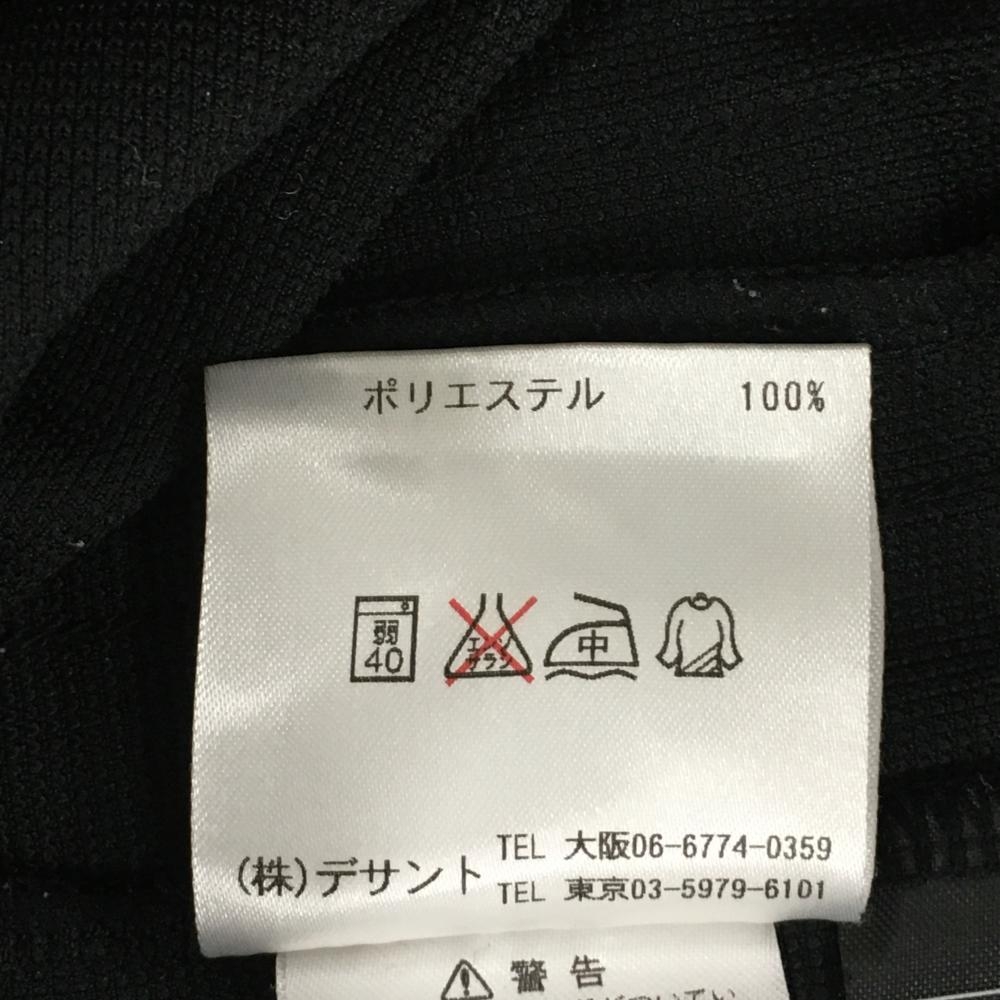 ポリエステル 100%
弱 40
エンソ サラシ
中
(株)デサント
TEL 大阪06-6774-0359
TEL 東京03-5979-6101
警告